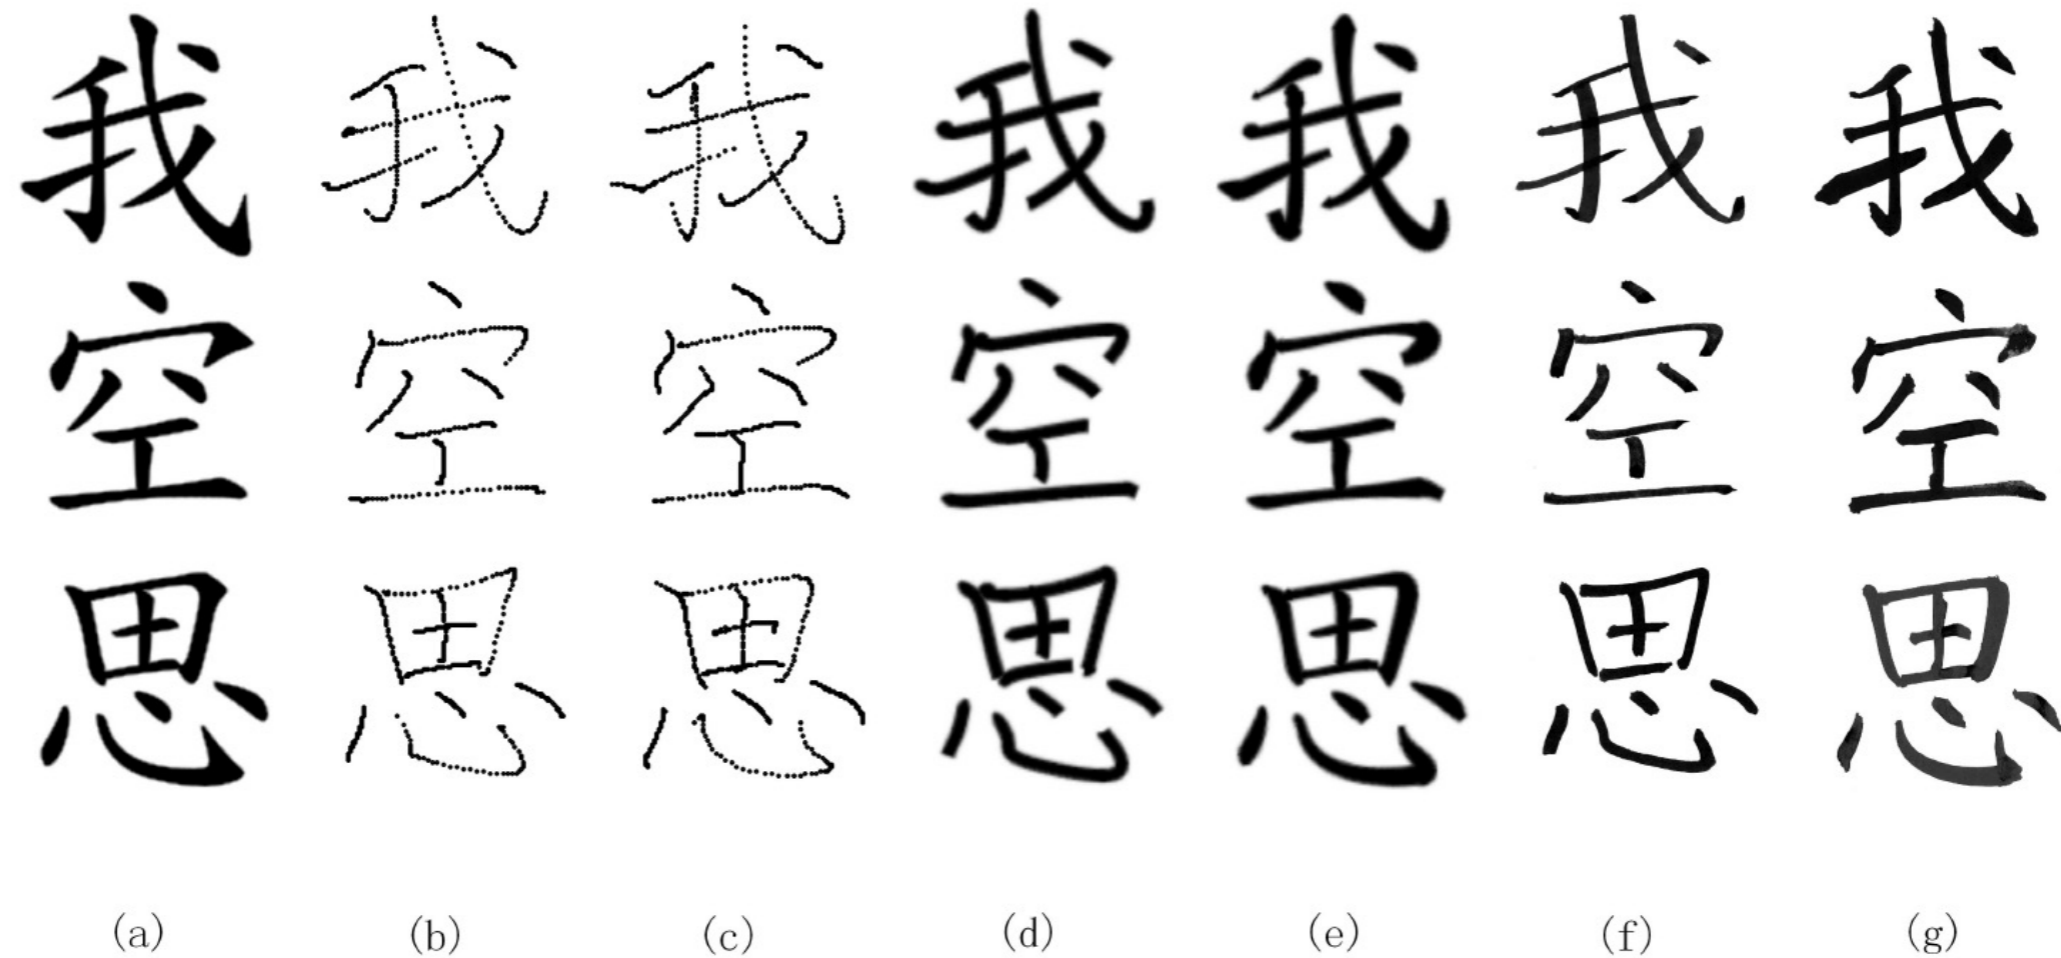 我 我 我 我 我 我 我
空 空 空 空 空 空 空
思 思 思 思 思 思 思
(a) (b) (c) (d) (e) (f) (g)